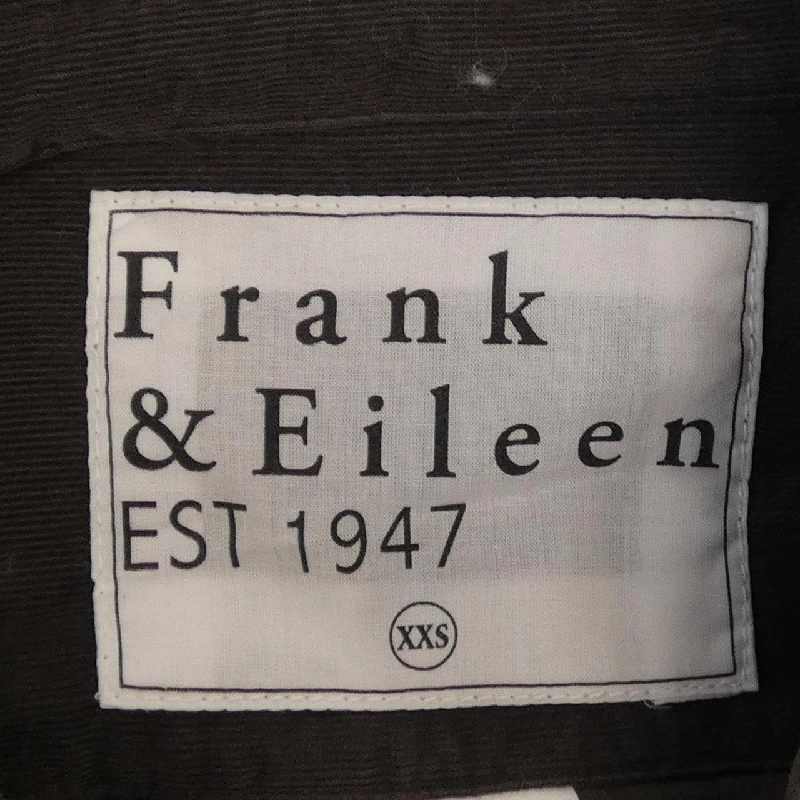 Frank
& Eileen
EST 1947
XXS